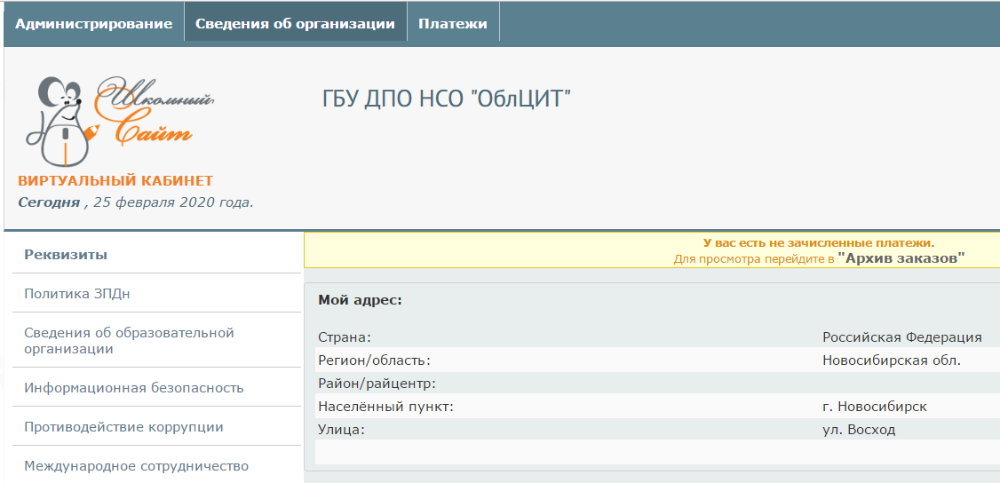 Администрирование Сведения об организации Платежи
Школьный
Сайт
ГБУ ДПО НСО "ОблЦИТ"
ВИРТУАЛЬНЫЙ КАБИНЕТ
Сегодня , 25 февраля 2020 года.
Реквизиты
Политика ЗПДн
Сведения об образовательной
организации
Информационная безопасность
Противодействие коррупции
Международное сотрудничество
У вас есть не зачисленные платежи.
Для просмотра перейдите в "Архив заказов"
Мой адрес:
Страна: Российская Федерация
Регион/область: Новосибирская обл.
Район/райцентр:
Населённый пункт: г. Новосибирск
Улица: ул. Восход